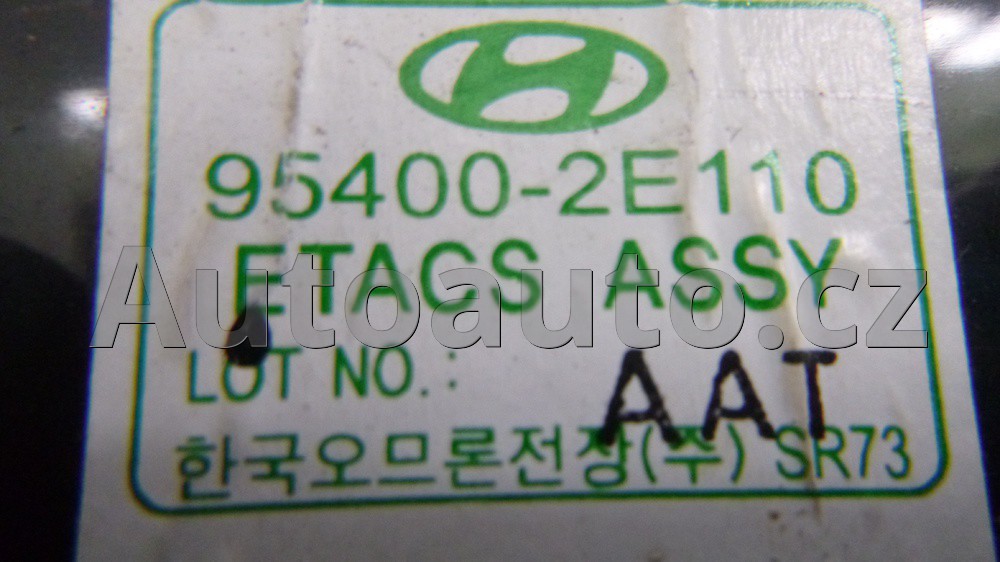 95400-2E110
ETACS ASSY
Autoauto.cz
LOT NO.:
AAT
한국오므론전장(주) SR73